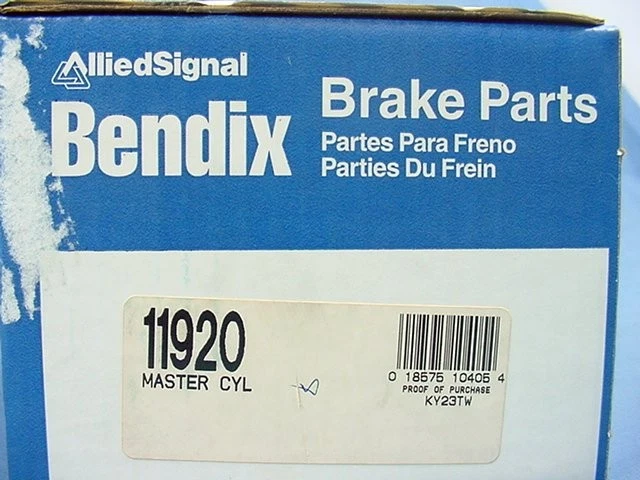 AlliedSignal
Bendix
Brake Parts
Partes Para Freno
Parties Du Frein
11920
MASTER CYL
0 18575 10405 4
PROOF OF PURCHASE
KY23TW